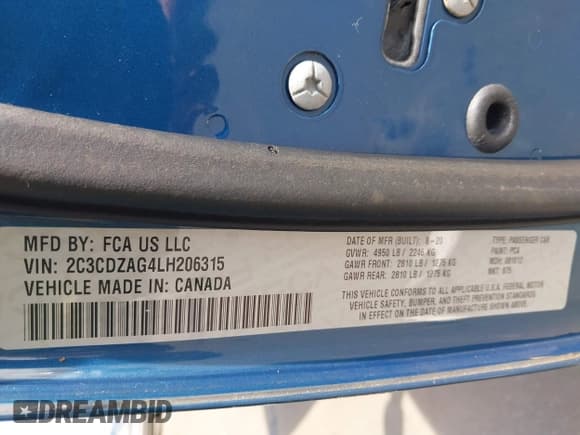 MFD BY: FCA US LLC
VIN: 2C3CDZAG4LH206315
VEHICLE MADE IN: CANADA
DATE OF MFR (BUILT): 8-20
GVWR: 4950 LB / 2245 KG
GAWR FRONT: 2810 LB / 1275 KG
GAWR REAR: 2810 LB / 1275 KG
TYPE: PASSENGER CAR
PAINT: PCA
MDH:
MKT:
THIS VEHICLE CONFORMS TO ALL APPLICABLE U.S.A. FEDERAL MOTOR
VEHICLE SAFETY, BUMPER, AND THEFT PREVENTION STANDARDS
IN EFFECT ON THE DATE OF MANUFACTURE SHOWN ABOVE.
DREAMBID